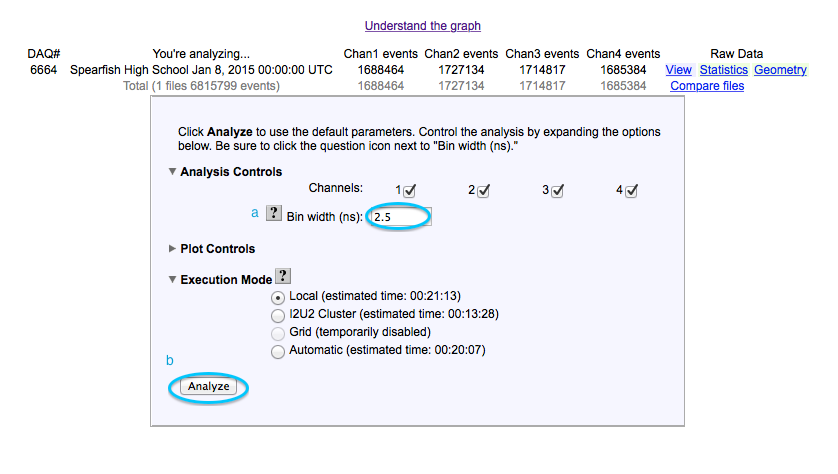 Understand the graph
DAQ# You're analyzing... Chan1 events Chan2 events Chan3 events Chan4 events Raw Data
6664 Spearfish High School Jan 8, 2015 00:00:00 UTC 1688464 1727134 1714817 1685384 View Statistics Geometry
Total (1 files 6815799 events) 1688464 1727134 1714817 1685384 Compare files
Click Analyze to use the default parameters. Control the analysis by expanding the options
below. Be sure to click the question icon next to "Bin width (ns)."
Analysis Controls
Channels: 1 2 3 4
a ? Bin width (ns): 2.5
Plot Controls
Execution Mode ?
Local (estimated time: 00:21:13)
I2U2 Cluster (estimated time: 00:13:28)
Grid (temporarily disabled)
Automatic (estimated time: 00:20:07)
b
Analyze